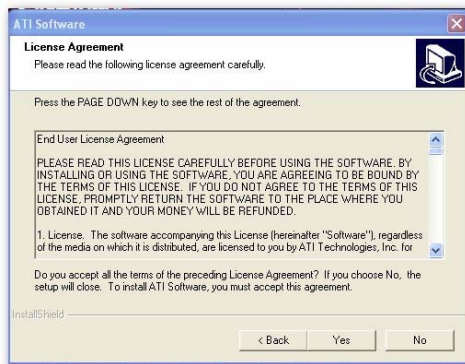 ATI Software
License Agreement
Please read the following license agreement carefully.
Press the PAGE DOWN key to see the rest of the agreement.
End User License Agreement
PLEASE READ THIS LICENSE CAREFULLY BEFORE USING THE SOFTWARE. BY
INSTALLING OR USING THE SOFTWARE, YOU ARE AGREEING TO BE BOUND BY
THE TERMS OF THIS LICENSE. IF YOU DO NOT AGREE TO THE TERMS OF THIS
LICENSE, PROMPTLY RETURN THE SOFTWARE TO THE PLACE WHERE YOU
OBTAINED IT AND YOUR MONEY WILL BE REFUNDED.
1. License. The software accompanying this License (hereinafter "Software"), regardless
of the media on which it is distributed, are licensed to you by ATI Technologies, Inc. for
Do you accept all the terms of the preceding License Agreement? If you choose No, the
setup will close. To install ATI Software, you must accept this agreement.
InstallShield
< Back Yes No